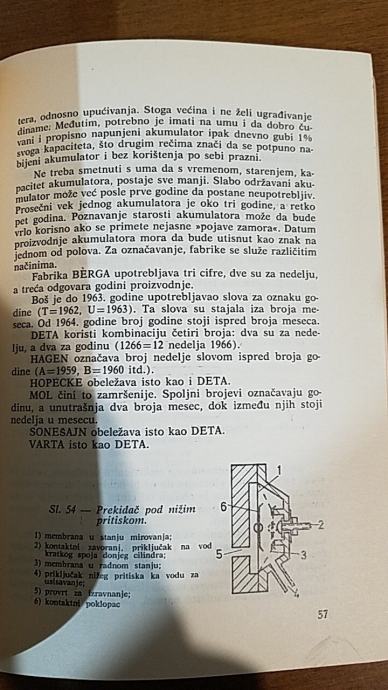 tera, odnosno upućivanja. Stoga većina i ne želi ugrađivanje
diname. Međutim, potrebno je imati na umu i da dobro ču-
vani i propisno napunjeni akumulator ipak dnevno gubi 1%
svoga kapaciteta, što drugim rečima znači da se potpuno na-
bijeni akumulator i bez korištenja po sebi prazni.
Ne treba smetnuti s uma da s vremenom, starenjem, ka-
pacitet akumulatora, postaje sve manji. Slabo održavani aku-
mulator može već posle prve godine da postane neupotrebljiv.
Prosečni vek jednog akumulatora je oko tri godine, a retko
pet godina. Poznavanje starosti akumulatora može da bude
vrlo korisno ako se primete nejasne »pojave zamora«. Datum
proizvodnje akumulatora mora da bude utisnut kao znak na
jednom od polova. Za označavanje, fabrike se služe različitim
načinima.
Fabrika BERGA upotrebljava tri cifre, dve su za nedelju,
a treća odgovara godini proizvodnje.
Boš je do 1963. godine upotrebljavao slova za oznaku go-
dine (T=1962, U=1963). Ta slova su stajala iza broja me-
seca. Od 1964. godine broj godine stoji ispred broja meseca.
DETA koristi kombinaciju četiri broja: dva su za nede-
lju, a dva za godinu (1266=12 nedelja 1966).
HAGEN označava broj nedelje slovom ispred broja go-
dine (A=1959, B=1960 itd.).
HOPECKE obeležava isto kao i DETA.
MOL čini to zamršenije. Spoljni brojevi označavaju go-
dinu, a unutrašnja dva broja mesec, dok između njih stoji
nedelja u mesecu.
SONEŠAJN obeležava isto kao DETA.
VARTA isto kao DETA.
Sl. 54 — Prekidač pod nižim
pritiskom.
1) membrana u stanju mirovanja;
2) kontaktni zavoranj, priključak na vod
kratkog spoja donjeg cilindra;
3) membrana u radnom stanju;
4) priključak nižeg pritiska ka vodu za
usisavanje;
5) provrt za izravnanje;
6) kontaktni poklopac
1
6
2
5
3
4
57